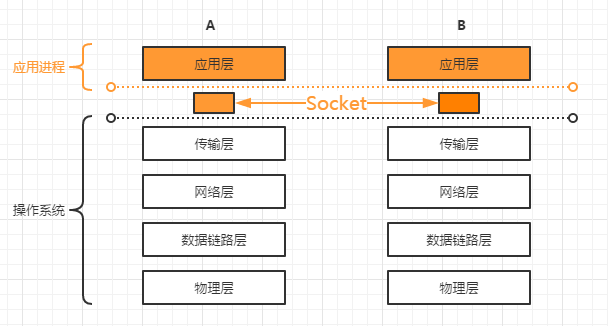 A
B
应用进程
应用层
应用层
Socket
操作系统
传输层
传输层
网络层
网络层
数据链路层
数据链路层
物理层
物理层